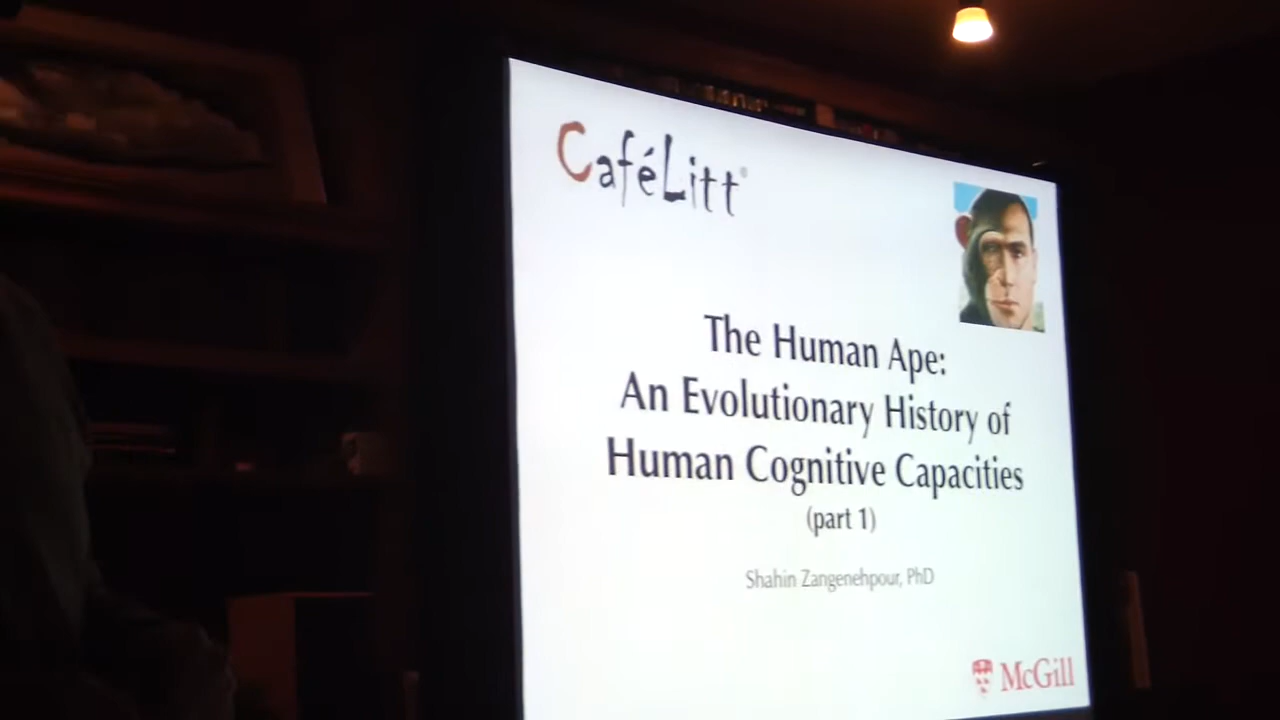 CaféLitt®
The Human Ape:
An Evolutionary History of
Human Cognitive Capacities
(part 1)
Shahin Zangenehpour, PhD
McGill